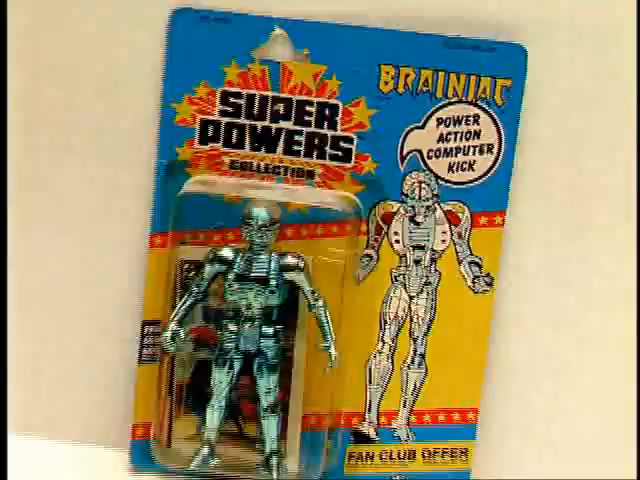 SUPER
POWERS
COLLECTION
BRAINIAC
POWER
ACTION
COMPUTER
KICK
FAN CLUB OFFER